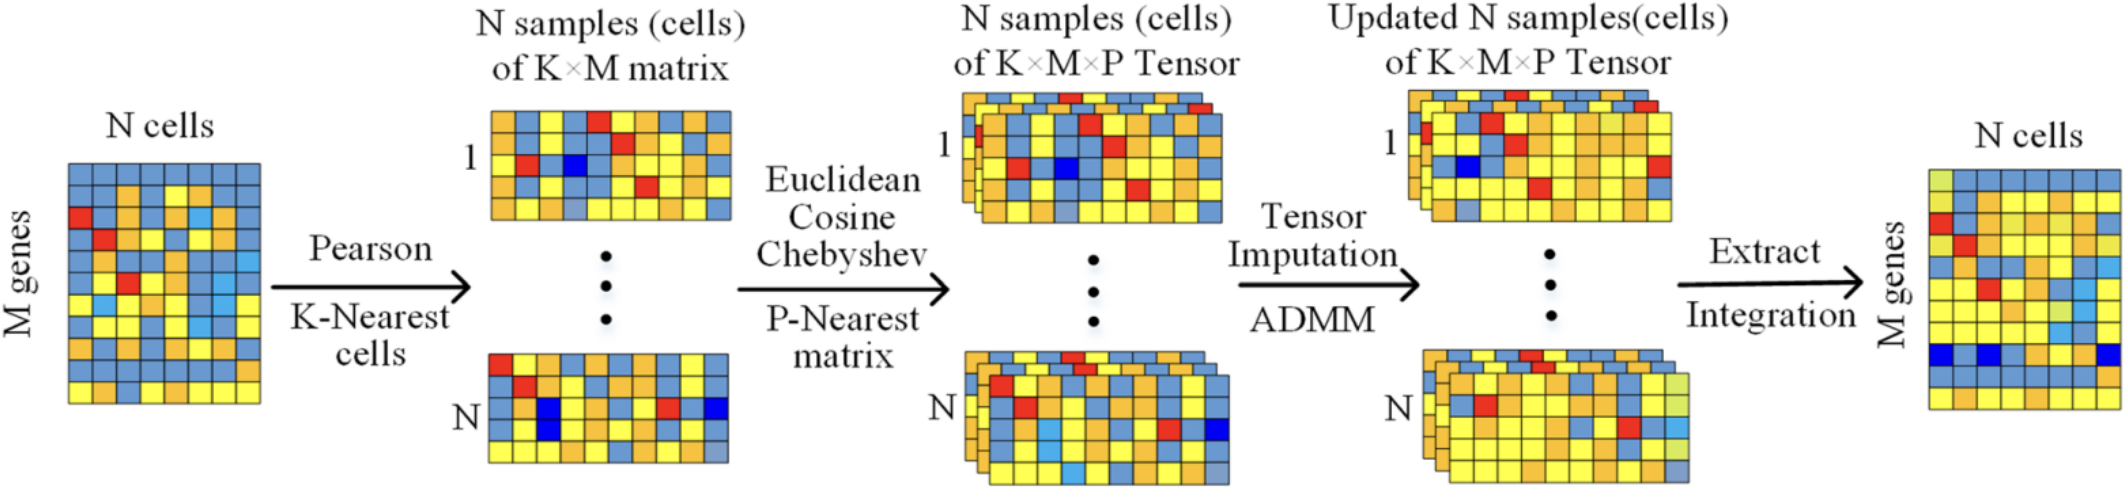 N cells
M genes
Pearson
K-Nearest
cells
N samples (cells)
of K×M matrix
1
N
Euclidean
Cosine
Chebyshev
P-Nearest
matrix
N samples (cells)
of K×M×P Tensor
1
N
Tensor
Imputation
ADMM
Updated N samples(cells)
of K×M×P Tensor
1
N
Extract
Integration
N cells
M genes